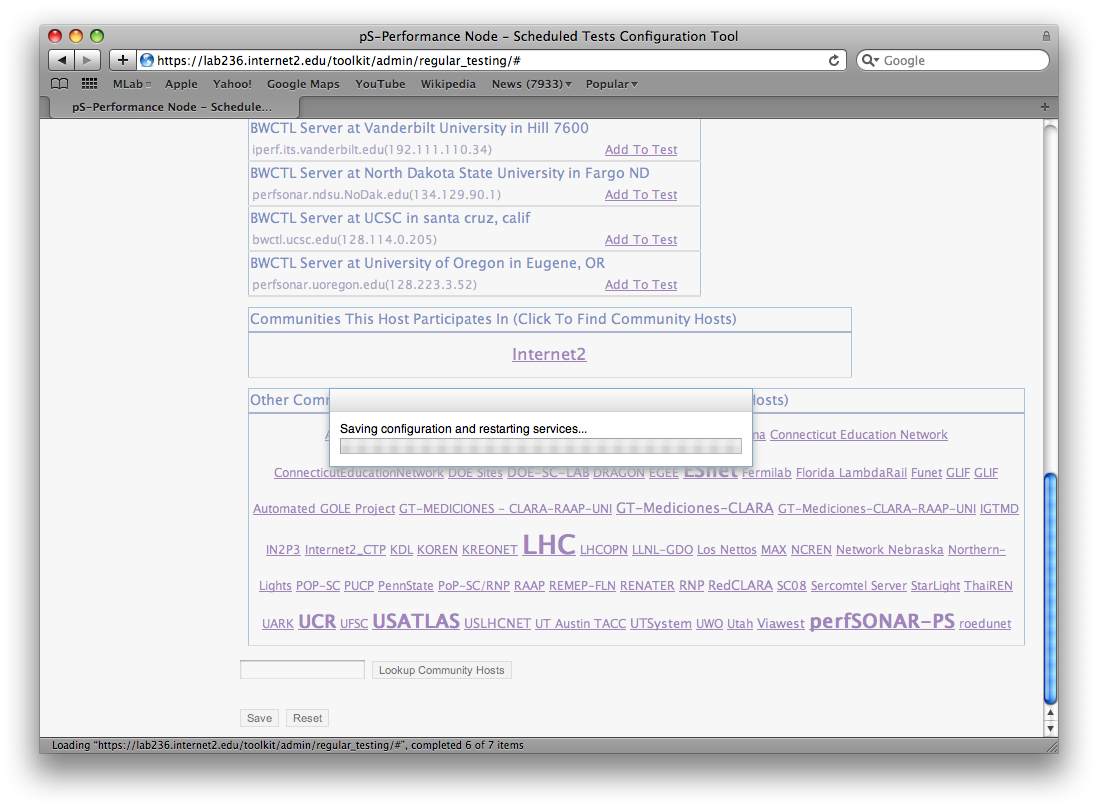 pS-Performance Node - Scheduled Tests Configuration Tool
https://lab236.internet2.edu/toolkit/admin/regular_testing/#
Google
MLab Apple Yahoo! Google Maps YouTube Wikipedia News (7933) Popular
pS-Performance Node - Schedule...
BWCTL Server at Vanderbilt University in Hill 7600
iperf.its.vanderbilt.edu(192.111.110.34) Add To Test
BWCTL Server at North Dakota State University in Fargo ND
perfsonar.ndsu.NoDak.edu(134.129.90.1) Add To Test
BWCTL Server at UCSC in santa cruz, calif
bwctl.ucsc.edu(128.114.0.205) Add To Test
BWCTL Server at University of Oregon in Eugene, OR
perfsonar.uoregon.edu(128.223.3.52) Add To Test
Communities This Host Participates In (Click To Find Community Hosts)
Internet2
Other Com
Hosts)
Saving configuration and restarting services...
na Connecticut Education Network
ConnecticutEducationNetwork DOE Sites DOE-SC-LAB DRAGON EGEE ESnet Fermilab Florida LambdaRail Funet GLIF GLIF
Automated GOLE Project GT-MEDICIONES - CLARA-RAAP-UNI GT-Mediciones-CLARA GT-Mediciones-CLARA-RAAP-UNI IGTMD
IN2P3 Internet2_CTP KDL KOREN KREONET LHC LHCOPN LLNL-GDO Los Nettos MAX NCREN Network Nebraska Northern-
Lights POP-SC PUCP PennState PoP-SC/RNP RAAP REMEP-FLN RENATER RNP RedCLARA SC08 Sercomtel Server StarLight ThaiREN
UARK UCR UFSC USATLAS USLHCNET UT Austin TACC UTSystem UWO Utah Viawest perfSONAR-PS roedunet
Lookup Community Hosts
Save Reset
Loading "https://lab236.internet2.edu/toolkit/admin/regular_testing/#", completed 6 of 7 items